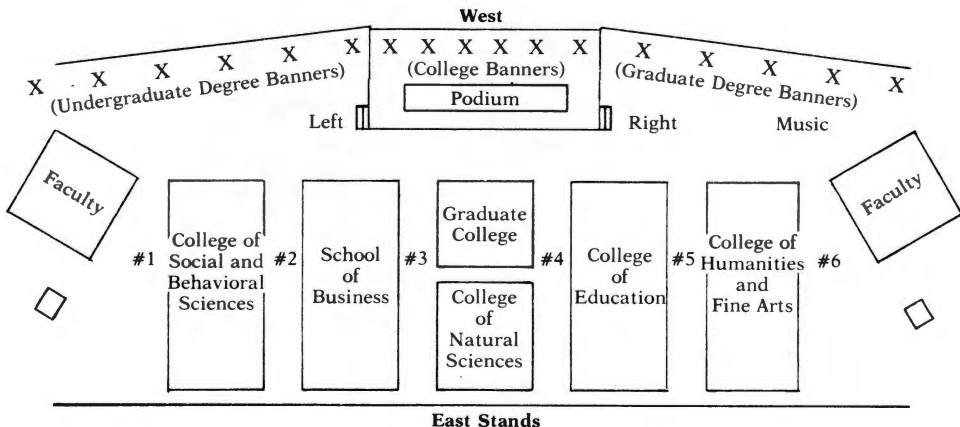 West
X X X X X X X X X X X X X X X X X
(Undergraduate Degree Banners)
(College Banners)
(Graduate Degree Banners)
Podium
Left
Right
Music
Faculty
Faculty
#1
College of
Social and
Behavioral
Sciences
#2
School
of
Business
#3
Graduate
College
College
of
Natural
Sciences
#4
College
of
Education
#5
College of
Humanities
and
Fine Arts
#6
East Stands